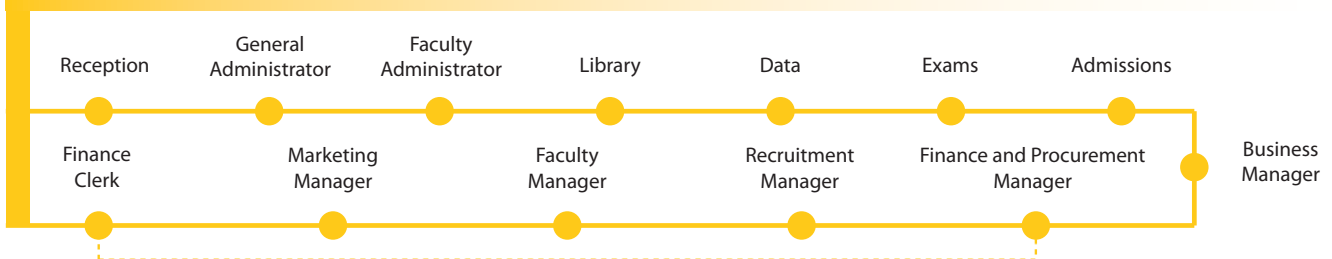 Reception
General
Administrator
Faculty
Administrator
Library
Data
Exams
Admissions
Finance
Clerk
Marketing
Manager
Faculty
Manager
Recruitment
Manager
Finance and Procurement
Manager
Business
Manager